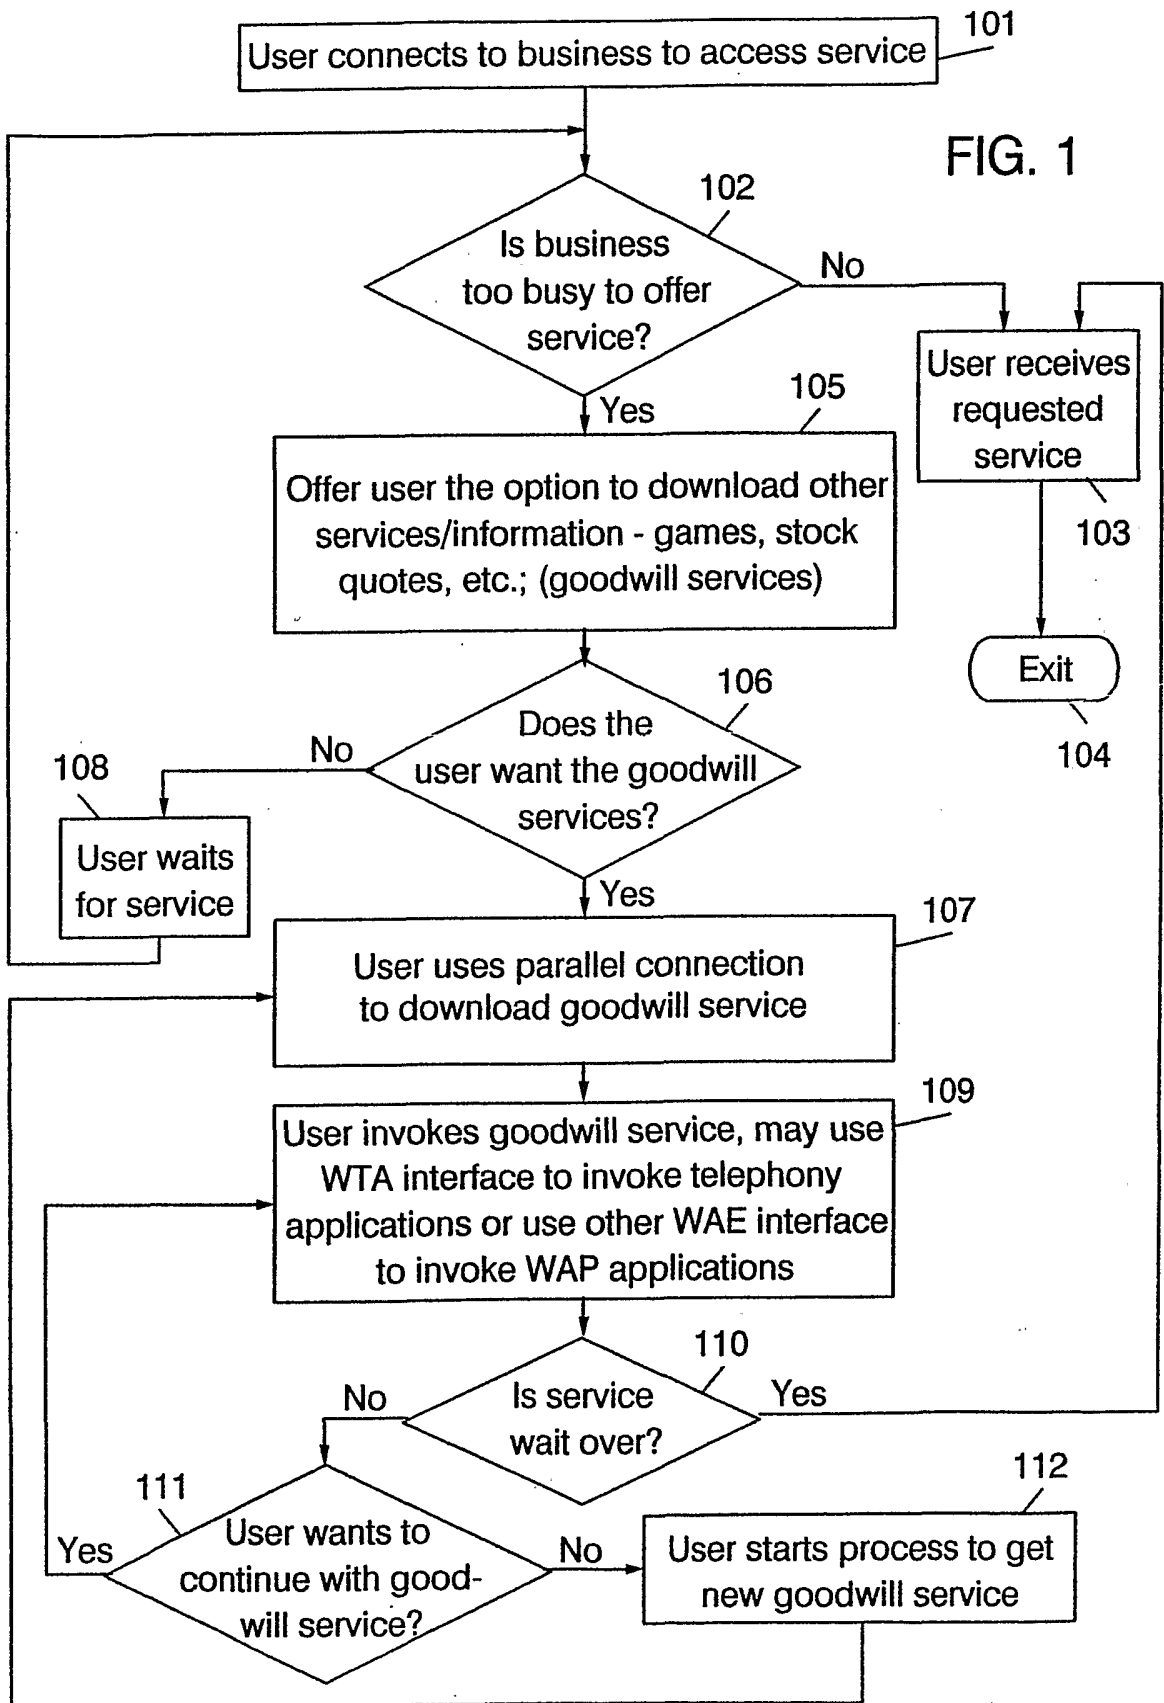 101
User connects to business to access service
FIG. 1
102
Is business
too busy to offer
service?
No
Yes
User receives
requested
service
103
Exit
104
105
Offer user the option to download other
services/information - games, stock
quotes, etc.; (goodwill services)
106
Does the
user want the goodwill
services?
No
Yes
108
User waits
for service
107
User uses parallel connection
to download goodwill service
109
User invokes goodwill service, may use
WTA interface to invoke telephony
applications or use other WAE interface
to invoke WAP applications
110
Is service
wait over?
No
Yes
111
User wants to
continue with good-
will service?
Yes
No
112
User starts process to get
new goodwill service